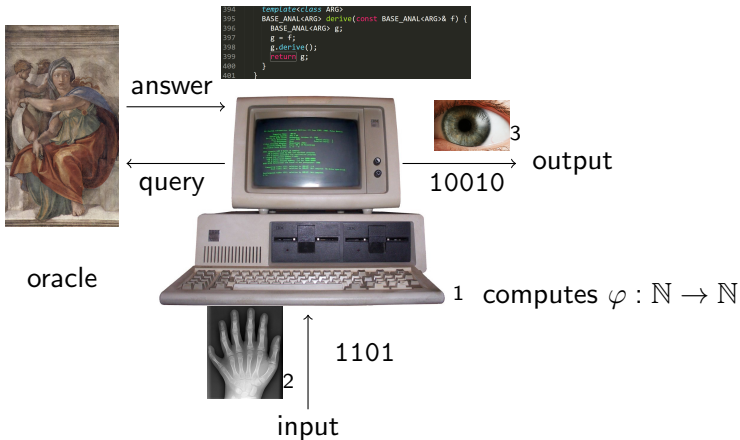 394 template<class ARG>
395 BASE_ANAL<ARG> derive(const BASE_ANAL<ARG>& f) {
396 BASE_ANAL<ARG> g;
397 g = f;
398 g.derive();
399 return g;
400 }
401 }
answer
3
query
10010
output
oracle
1 computes φ : ℕ → ℕ
1101
2
input